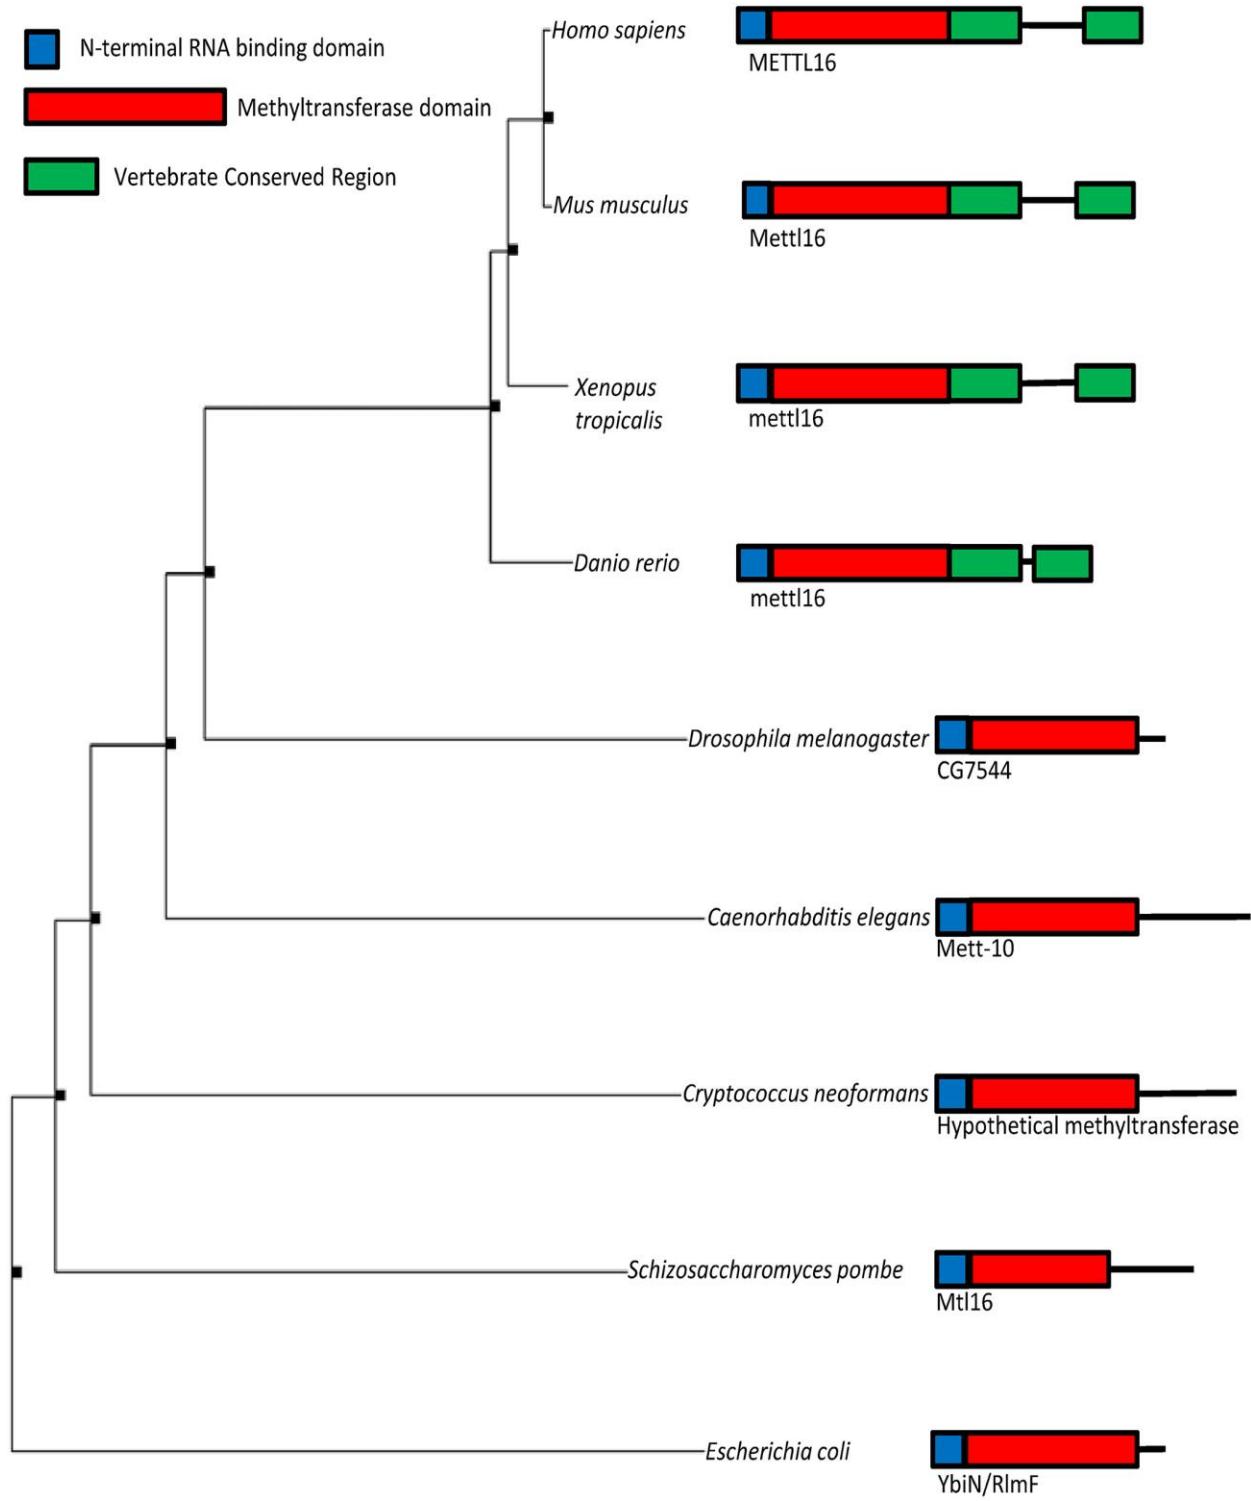 N-terminal RNA binding domain
Methyltransferase domain
Vertebrate Conserved Region
Homo sapiens
METTL16
Mus musculus
Mettl16
Xenopus
tropicalis
mettl16
Danio rerio
mettl16
Drosophila melanogaster
CG7544
Caenorhabditis elegans
Mett-10
Cryptococcus neoformans
Hypothetical methyltransferase
Schizosaccharomyces pombe
Mtl16
Escherichia coli
YbiN/RlmF